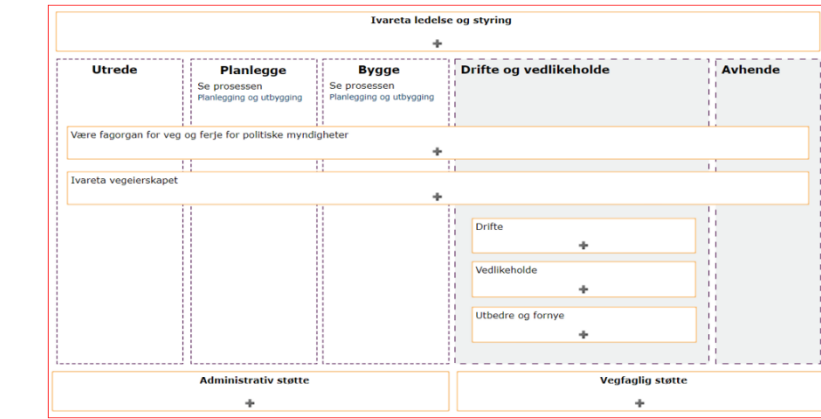 Ivareta ledelse og styring
Utrede
Planlegge
Se prosessen
Planlegging og utbygging
Bygge
Se prosessen
Planlegging og utbygging
Drifte og vedlikeholde
Avhende
Være fagorgan for veg og ferje for politiske myndigheter
Ivareta vegeierskapet
Drifte
Vedlikeholde
Utbedre og fornye
Administrativ støtte
Vegfaglig støtte